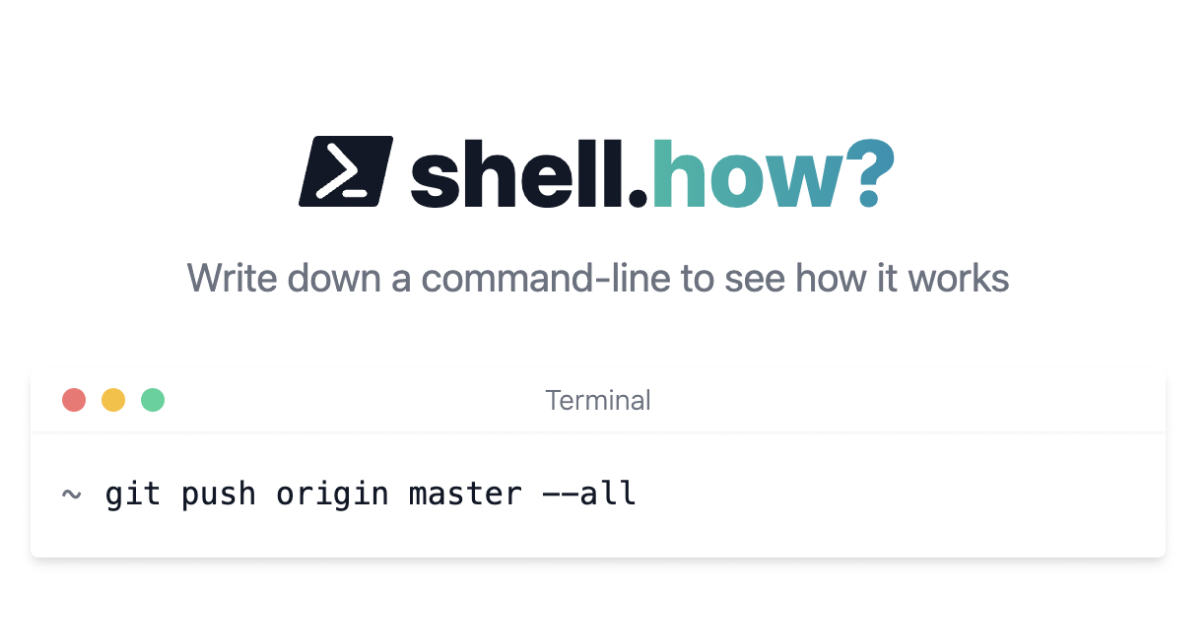 shell.how?
Write down a command-line to see how it works
Terminal
~ git push origin master --all